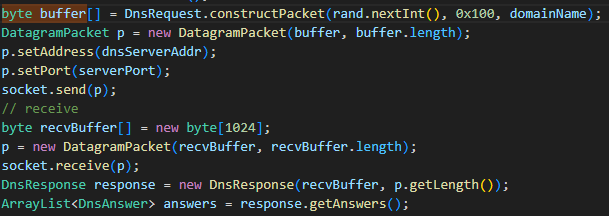 byte buffer[] = DnsRequest.constructPacket(rand.nextInt(), 0x100, domainName);
DatagramPacket p = new DatagramPacket(buffer, buffer.length);
p.setAddress(dnsServerAddr);
p.setPort(serverPort);
socket.send(p);
// receive
byte recvBuffer[] = new byte[1024];
p = new DatagramPacket(recvBuffer, recvBuffer.length);
socket.receive(p);
DnsResponse response = new DnsResponse(recvBuffer, p.getLength());
ArrayList<DnsAnswer> answers = response.getAnswers();